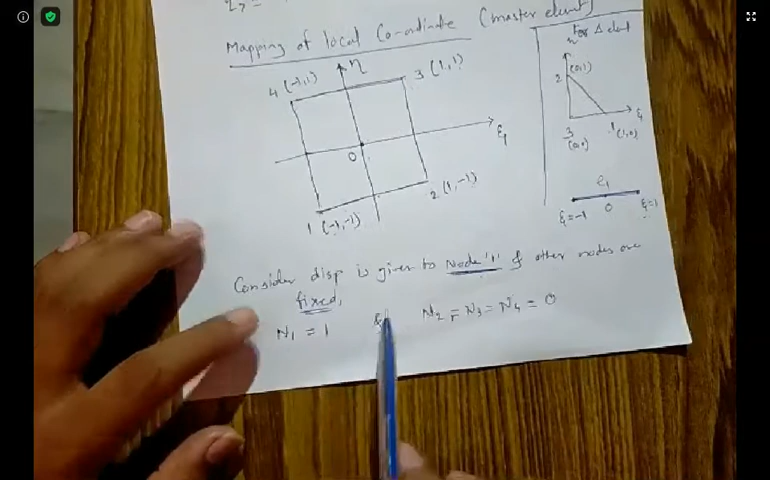 Mapping of local Co-ordinate (master element)
For Δ elent
η
4 (-1,1)
3 (1,1)
0
ξ
1 (-1,-1)
2 (1,-1)
η
2 (0,1)
ξ
3
(0,0)
1 (1,0)
ξ
ξ=-1 0 ξ=1
Consider disp is given to Node '1' & other nodes are
fixed,
N₁ = 1 & N₂ = N₃ = N₄ = 0